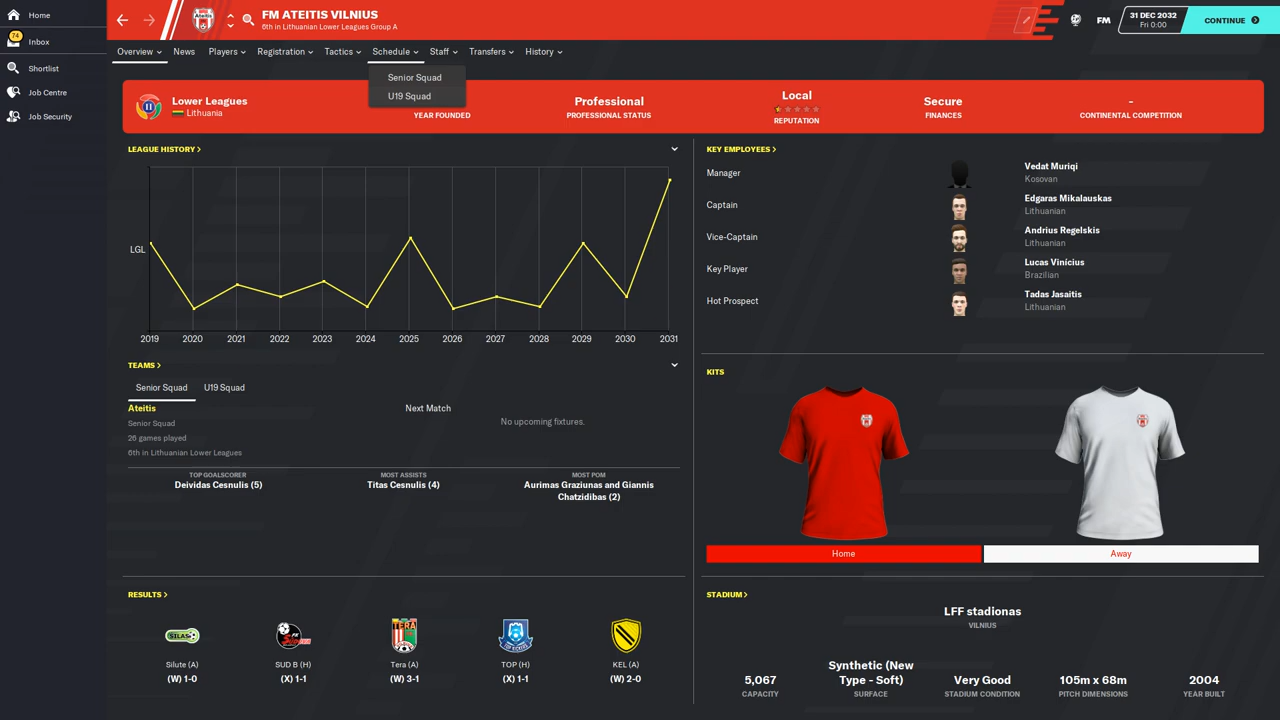 Home
Inbox
74
Shortlist
Job Centre
Job Security
FM ATEITIS VILNIUS
6th in Lithuanian Lower Leagues Group A
FM
31 DEC 2032
Fri 0:00
CONTINUE
Overview
News
Players
Registration
Tactics
Schedule
Staff
Transfers
History
Senior Squad
U19 Squad
Lower Leagues
Lithuania
YEAR FOUNDED
Professional
PROFESSIONAL STATUS
Local
REPUTATION
Secure
FINANCES
-
CONTINENTAL COMPETITION
LEAGUE HISTORY
LGL
2019 2020 2021 2022 2023 2024 2025 2026 2027 2028 2029 2030 2031
TEAMS
Senior Squad U19 Squad
Ateitis
Senior Squad
26 games played
6th in Lithuanian Lower Leagues
Next Match
No upcoming fixtures.
TOP GOALSCORER
Deividas Cesnulis (5)
MOST ASSISTS
Titas Cesnulis (4)
MOST POM
Aurimas Graziunas and Giannis
Chatzidibas (2)
RESULTS
SILAS
TERA
Silute (A)
(W) 1-0
SUD B (H)
(X) 1-1
Tera (A)
(W) 3-1
TOP (H)
(X) 1-1
KEL (A)
(W) 2-0
KEY EMPLOYEES
Manager
Vedat Muriqi
Kosovan
Captain
Edgaras Mikalauskas
Lithuanian
Vice-Captain
Andrius Regelskis
Lithuanian
Key Player
Lucas Vinícius
Brazilian
Hot Prospect
Tadas Jasaitis
Lithuanian
KITS
Home
Away
STADIUM
LFF stadionas
VILNIUS
5,067
CAPACITY
Synthetic (New
Type - Soft)
SURFACE
Very Good
STADIUM CONDITION
105m x 68m
PITCH DIMENSIONS
2004
YEAR BUILT